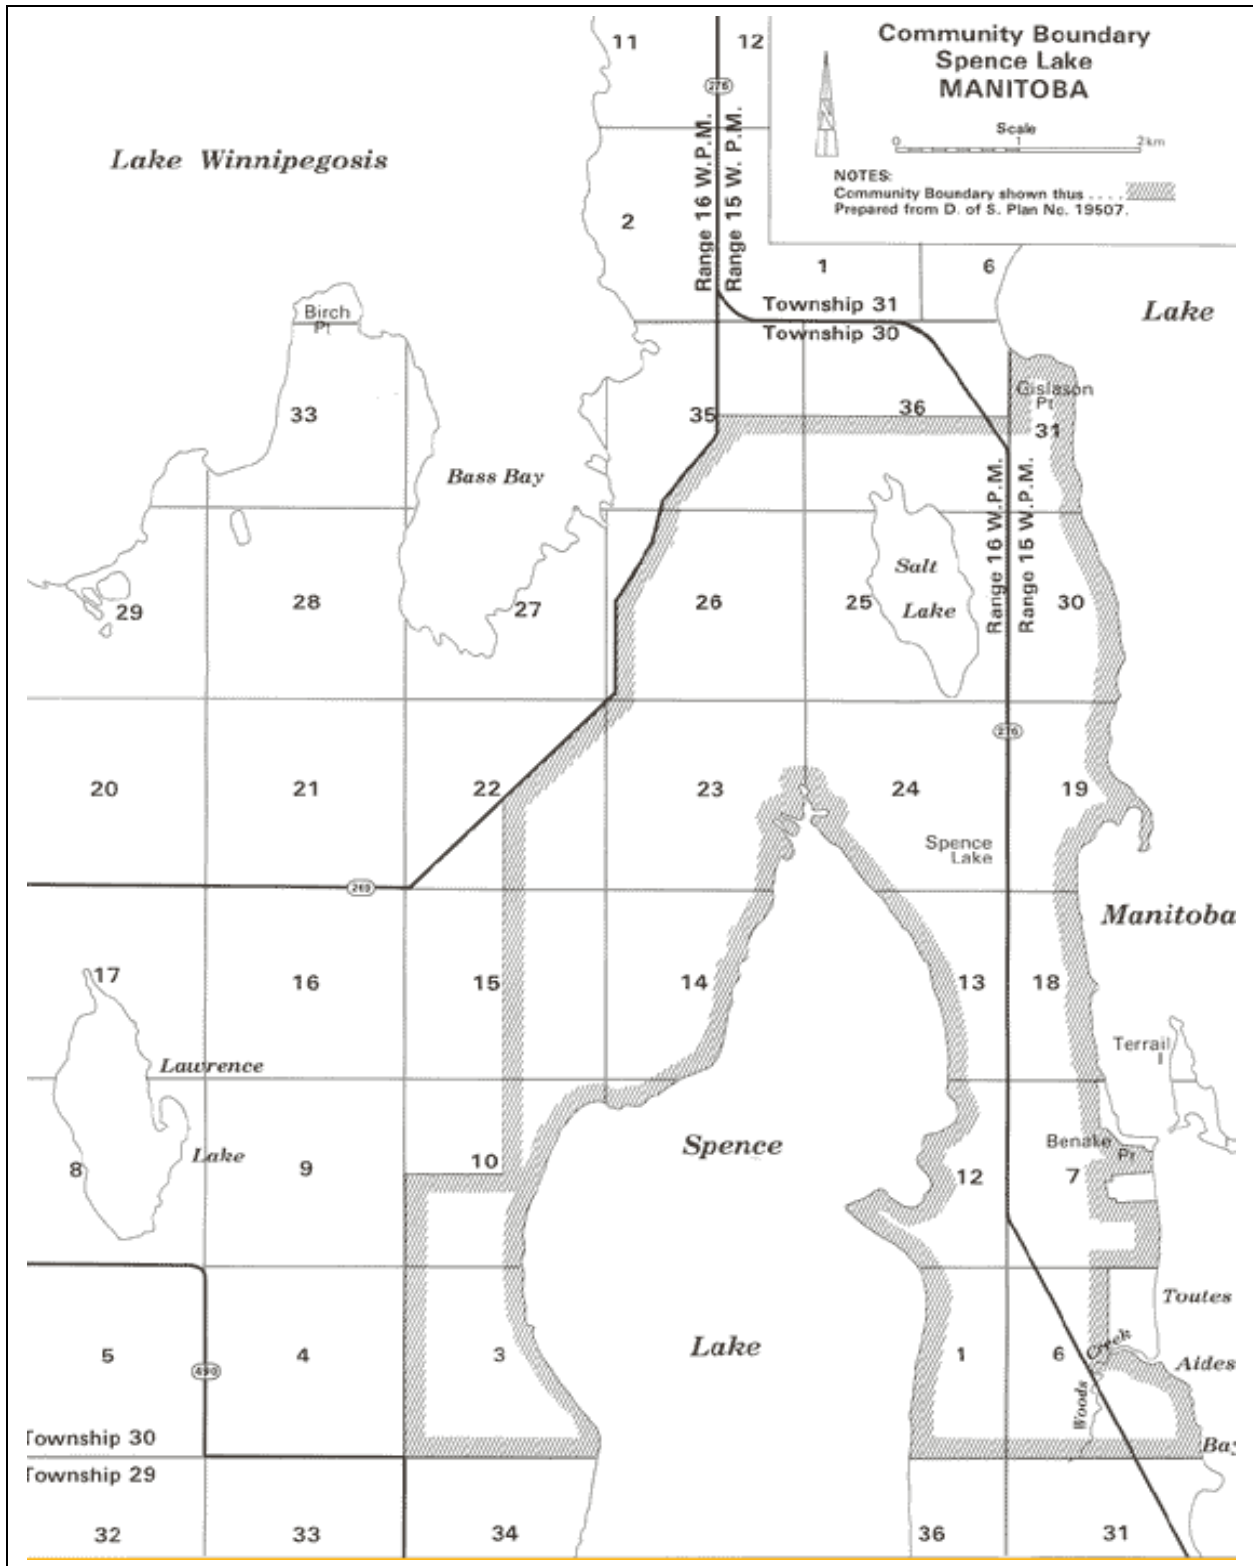 Community Boundary
Spence Lake
MANITOBA
Scale
0 1 2km
NOTES:
Community Boundary shown thus ....
Prepared from D. of S. Plan No. 19507.
11
12
276
Lake Winnipegosis
Range 16 W.P.M.
Range 15 W. P.M.
2
1
6
Township 31
Township 30
Lake
Birch
Pt
33
35
36
Gislason
Pt
31
Bass Bay
Range 16 W.P.M.
Range 15 W.P.M.
Salt
Lake
29
28
27
26
25
30
276
20
21
22
23
24
19
Spence
Lake
269
Manitoba
17
16
15
14
13
18
Terrail
I
Lawrence
Lake
Spence
Benake
Pt
8
9
10
12
7
Toutes
Lake
Creek
Woods
Aides
5
4
3
1
6
490
Township 30
Bay
Township 29
32
33
34
36
31